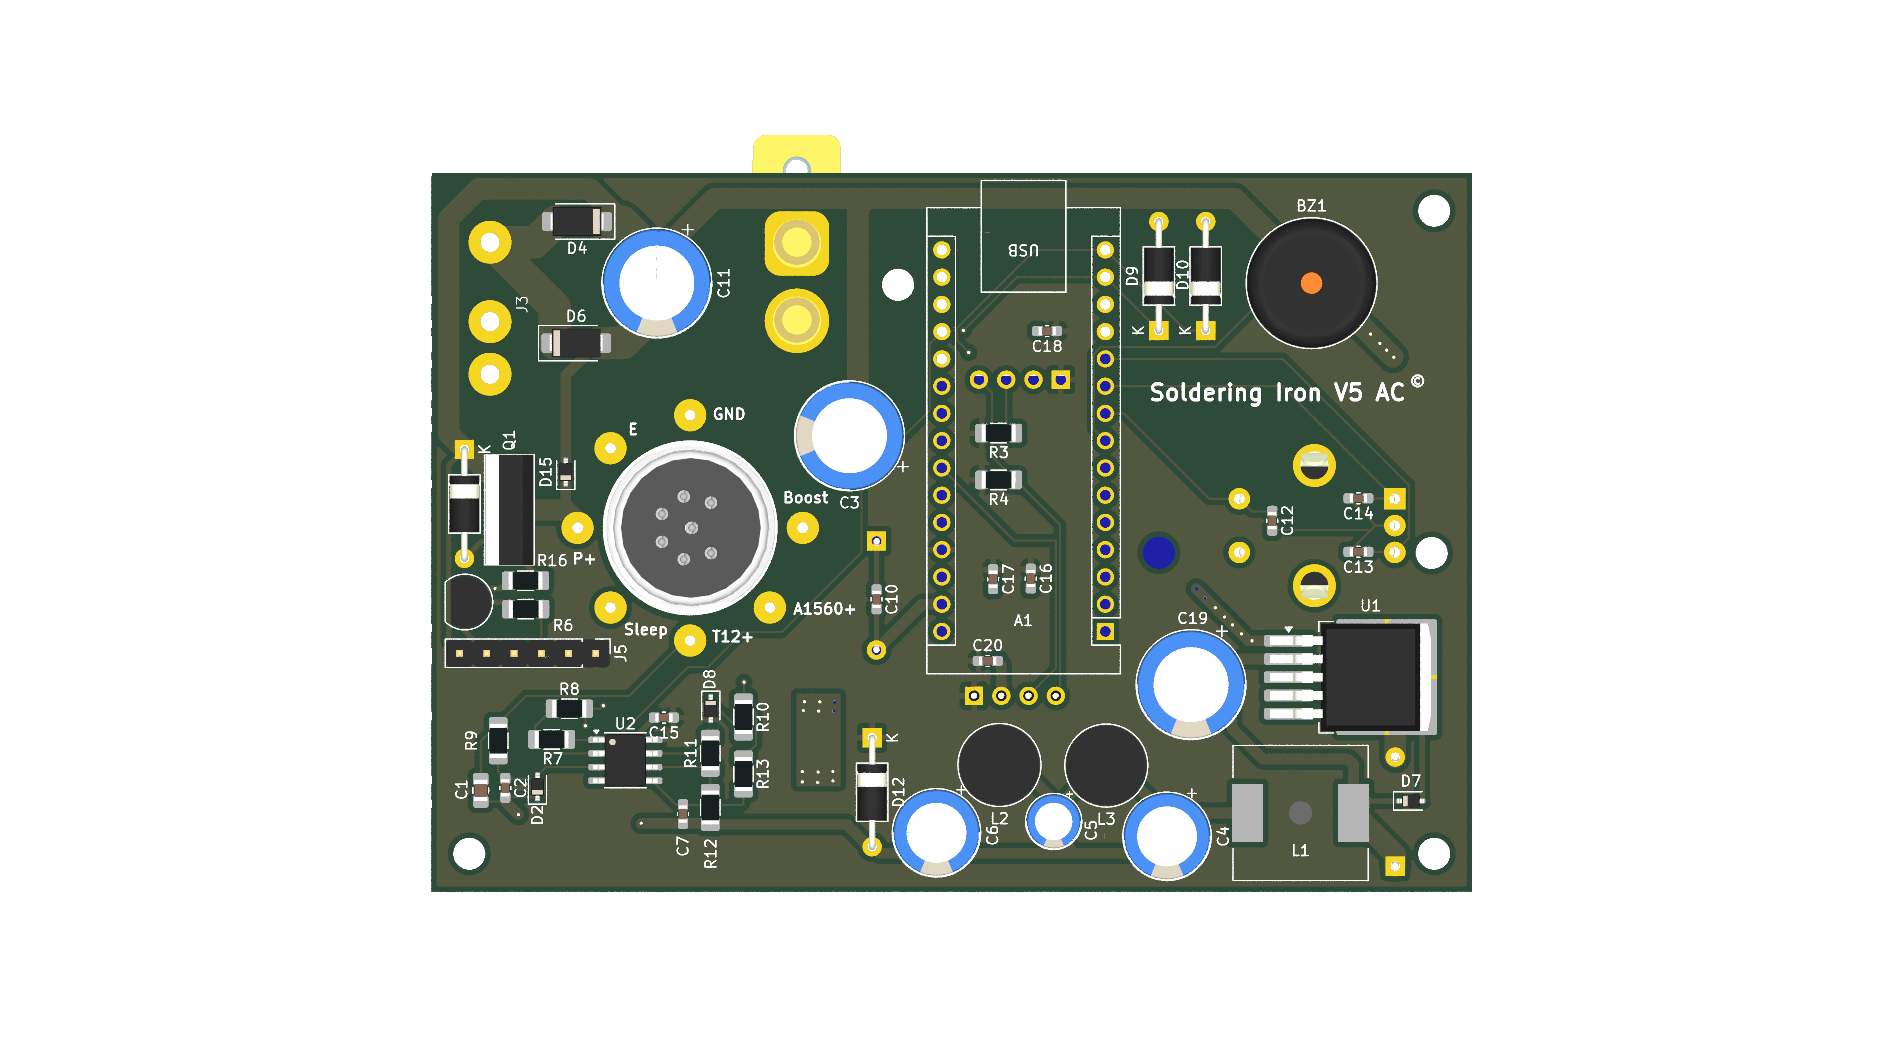 BZ1
D4
C11
USB
D9
D10
J3
D6
K
K
C18
Soldering Iron V5 AC ©
GND
E
Q1
K
D15
R3
Boost
C3
R4
C14
C12
R16
P+
C13
C17
C16
C10
A1560+
U1
R6
Sleep
T12+
A1
C19
J5
C20
D8
R8
U2
R10
C15
R9
K
R11
R7
R13
D7
C1
C2
D2
D12
L2
L3
C6
C5
C4
C7
R12
L1